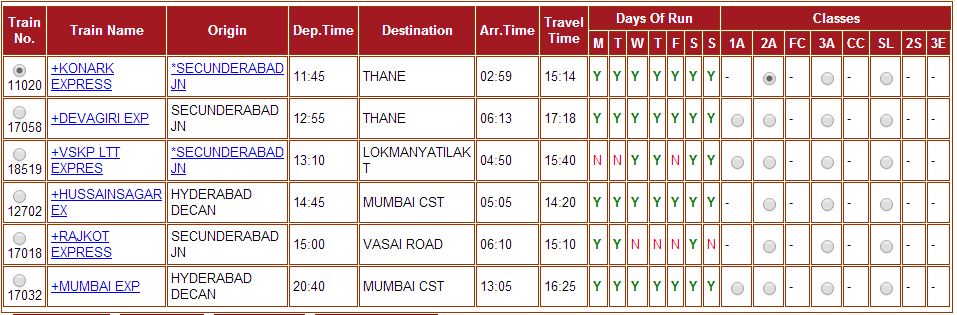 Train No. Train Name Origin Dep.Time Destination Arr.Time Travel Time Days Of Run Classes
M T W T F S S 1A 2A FC 3A CC SL 2S 3E
11020 +KONARK EXPRESS *SECUNDERABAD JN 11:45 THANE 02:59 15:14 Y Y Y Y Y Y Y - - - - -
17058 +DEVAGIRI EXP SECUNDERABAD JN 12:55 THANE 06:13 17:18 Y Y Y Y Y Y Y - - - -
18519 +VSKP LTT EXPRES *SECUNDERABAD JN 13:10 LOKMANYATILAK T 04:50 15:40 N N Y Y N Y Y - - - -
12702 +HUSSAINSAGAR EX HYDERABAD DECAN 14:45 MUMBAI CST 05:05 14:20 Y Y Y Y Y Y Y - - - - -
17018 +RAJKOT EXPRESS SECUNDERABAD JN 15:00 VASAI ROAD 06:10 15:10 Y Y N N N Y N - - - - -
17032 +MUMBAI EXP HYDERABAD DECAN 20:40 MUMBAI CST 13:05 16:25 Y Y Y Y Y Y Y - - - -